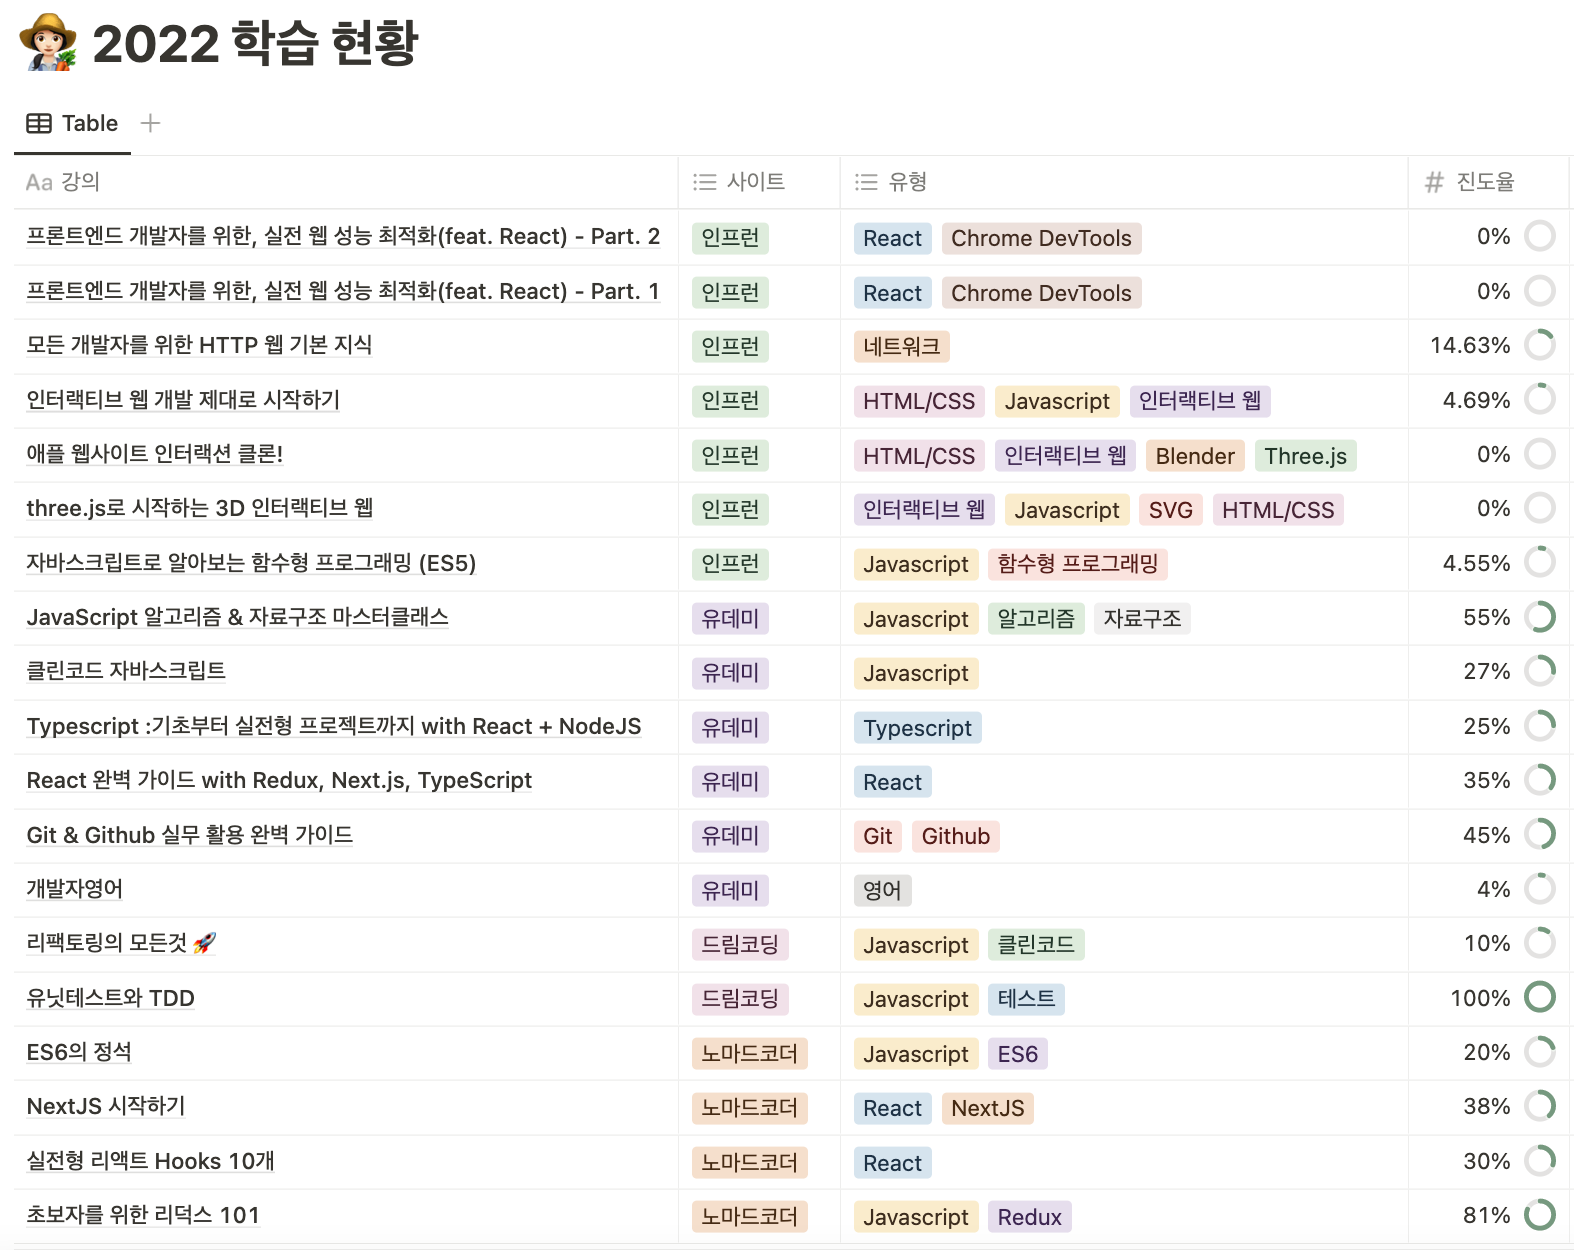 2022 학습 현황
Table
Aa 강의 사이트 유형 # 진도율
프론트엔드 개발자를 위한, 실전 웹 성능 최적화(feat. React) - Part. 2 인프런 React Chrome DevTools 0%
프론트엔드 개발자를 위한, 실전 웹 성능 최적화(feat. React) - Part. 1 인프런 React Chrome DevTools 0%
모든 개발자를 위한 HTTP 웹 기본 지식 인프런 네트워크 14.63%
인터랙티브 웹 개발 제대로 시작하기 인프런 HTML/CSS Javascript 인터랙티브 웹 4.69%
애플 웹사이트 인터랙션 클론! 인프런 HTML/CSS 인터랙티브 웹 Blender Three.js 0%
three.js로 시작하는 3D 인터랙티브 웹 인프런 인터랙티브 웹 Javascript SVG HTML/CSS 0%
자바스크립트로 알아보는 함수형 프로그래밍 (ES5) 인프런 Javascript 함수형 프로그래밍 4.55%
JavaScript 알고리즘 & 자료구조 마스터클래스 유데미 Javascript 알고리즘 자료구조 55%
클린코드 자바스크립트 유데미 Javascript 27%
Typescript :기초부터 실전형 프로젝트까지 with React + NodeJS 유데미 Typescript 25%
React 완벽 가이드 with Redux, Next.js, TypeScript 유데미 React 35%
Git & Github 실무 활용 완벽 가이드 유데미 Git Github 45%
개발자영어 유데미 영어 4%
리팩토링의 모든것 🚀 드림코딩 Javascript 클린코드 10%
유닛테스트와 TDD 드림코딩 Javascript 테스트 100%
ES6의 정석 노마드코더 Javascript ES6 20%
NextJS 시작하기 노마드코더 React NextJS 38%
실전형 리액트 Hooks 10개 노마드코더 React 30%
초보자를 위한 리덕스 101 노마드코더 Javascript Redux 81%